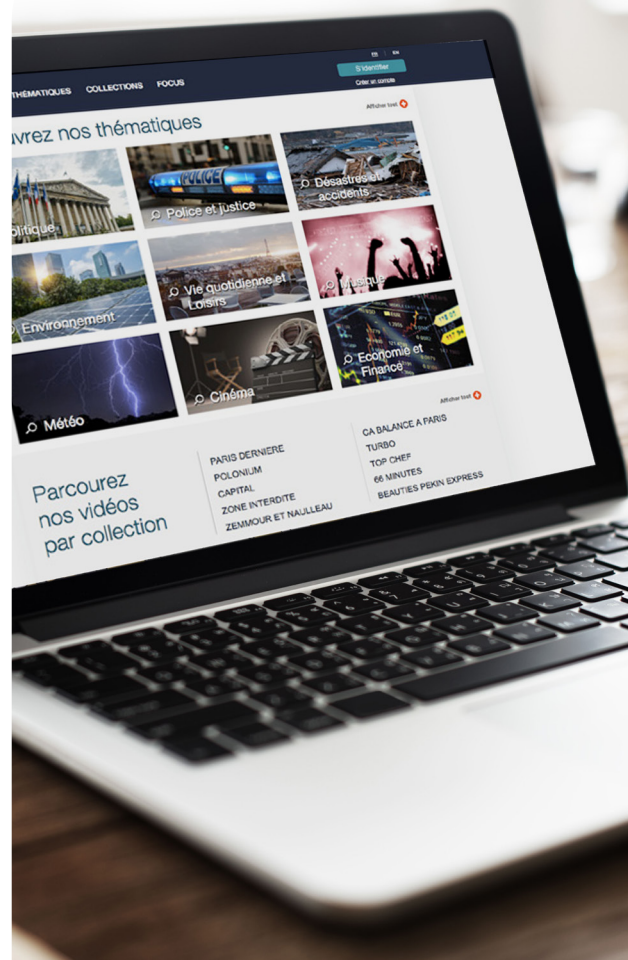 FR EN
THÉMATIQUES COLLECTIONS FOCUS
S'identifier
Créer un compte
uvrez nos thématiques
Afficher tout
olitique
Police et justice
Désastres et
accidents
Environnement
Vie quotidienne et
Loisirs
Musique
Météo
Cinéma
Economie et
Finance
Afficher tout
Parcourez
nos vidéos
par collection
PARIS DERNIERE
POLONIUM
CAPITAL
ZONE INTERDITE
ZEMMOUR ET NAULLEAU
CA BALANCE A PARIS
TURBO
TOP CHEF
66 MINUTES
BEAUTIES PEKIN EXPRESS